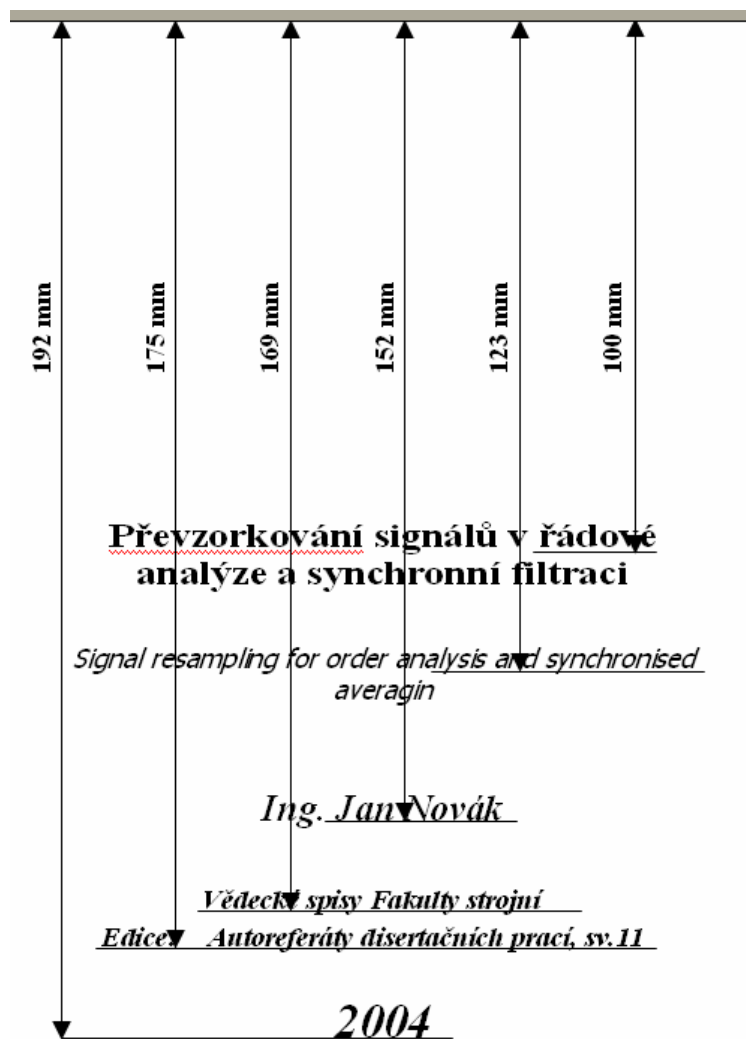 192 mm
175 mm
169 mm
152 mm
123 mm
100 mm
Převzorkování signálů v řádové
analýze a synchronní filtraci
Signal resampling for order analysis and synchronised
averagin
Ing. Jan Novák
Vědecké spisy Fakulty strojní
Edice: Autoreferáty disertačních prací, sv.11
2004